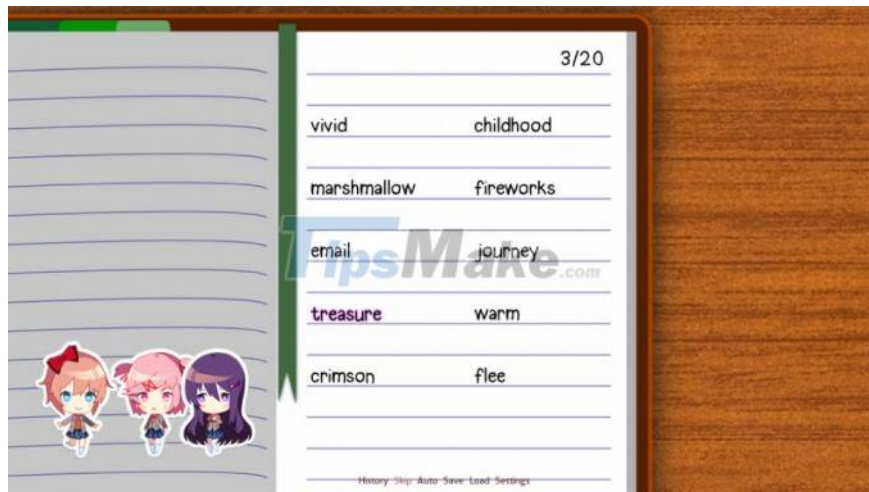 3/20
vivid childhood
marshmallow fireworks
TipsMake.com
email journey
treasure warm
crimson flee
History Skip Auto Save Load Settings